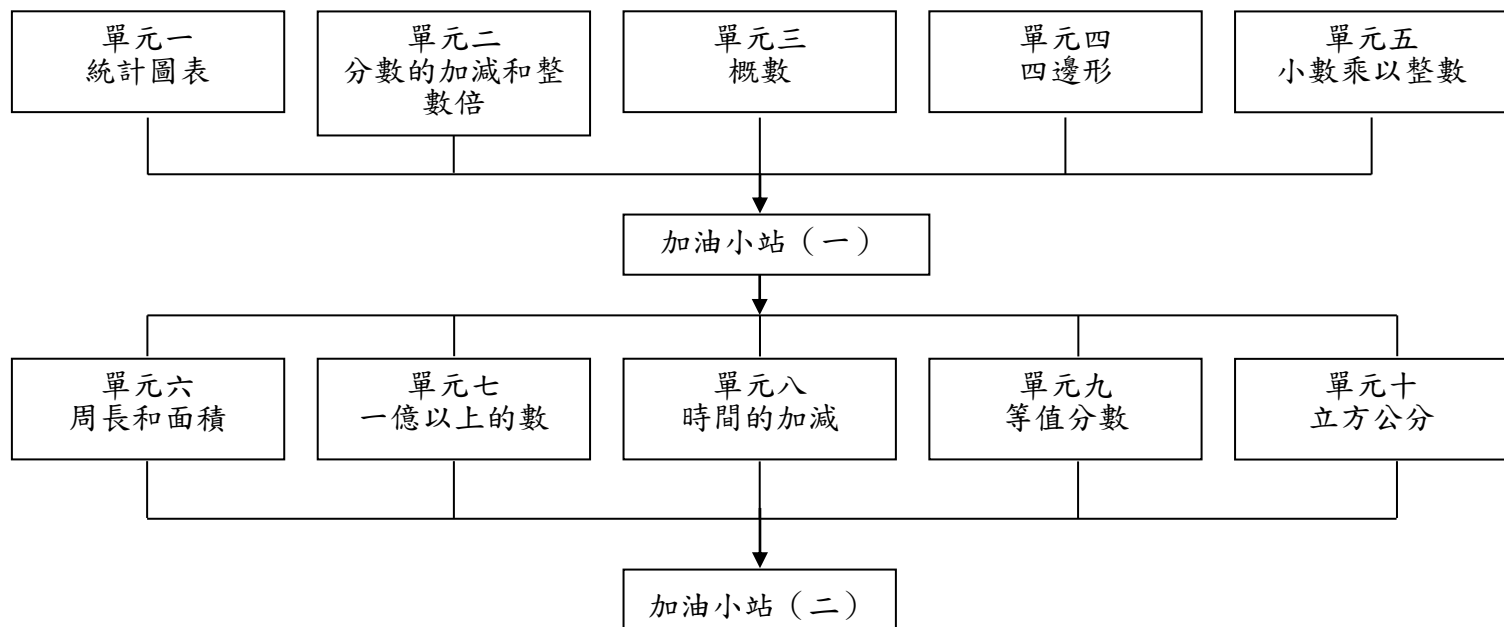 單元一
統計圖表
單元二
分數的加減和整
數倍
單元三
概數
單元四
四邊形
單元五
小數乘以整數
加油小站（一）
單元六
周長和面積
單元七
一億以上的數
單元八
時間的加減
單元九
等值分數
單元十
立方公分
加油小站（二）